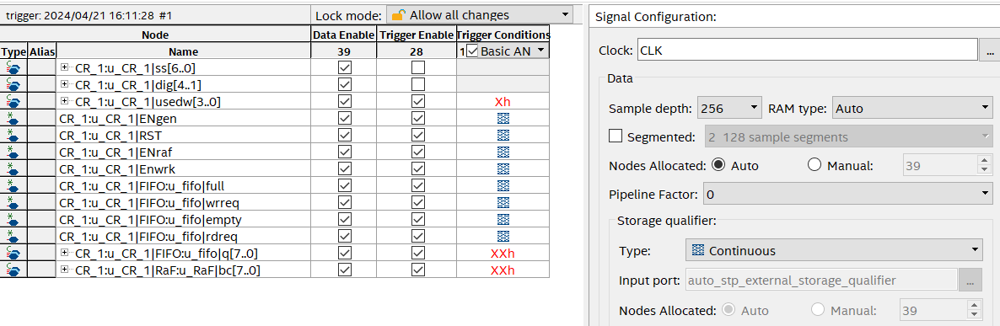 trigger: 2024/04/21 16:11:28 #1
Lock mode: Allow all changes
Node Data Enable Trigger Enable Trigger Conditions
Type Alias Name 39 28 1 Basic AN
CR_1:u_CR_1|ss[6..0]
CR_1:u_CR_1|dig[4..1]
CR_1:u_CR_1|usedw[3..0] Xh
CR_1:u_CR_1|ENgen
CR_1:u_CR_1|RST
CR_1:u_CR_1|ENraf
CR_1:u_CR_1|Enwrk
CR_1:u_CR_1|FIFO:u_fifo|full
CR_1:u_CR_1|FIFO:u_fifo|wrreq
CR_1:u_CR_1|FIFO:u_fifo|empty
CR_1:u_CR_1|FIFO:u_fifo|rdreq
CR_1:u_CR_1|FIFO:u_fifo|q[7..0] XXh
CR_1:u_CR_1|RaF:u_RaF|bc[7..0] XXh
Signal Configuration:
Clock: CLK ...
Data
Sample depth: 256 RAM type: Auto
Segmented: 2 128 sample segments
Nodes Allocated: Auto Manual: 39
Pipeline Factor: 0
Storage qualifier:
Type: Continuous
Input port: auto_stp_external_storage_qualifier ...
Nodes Allocated: Auto Manual: 39